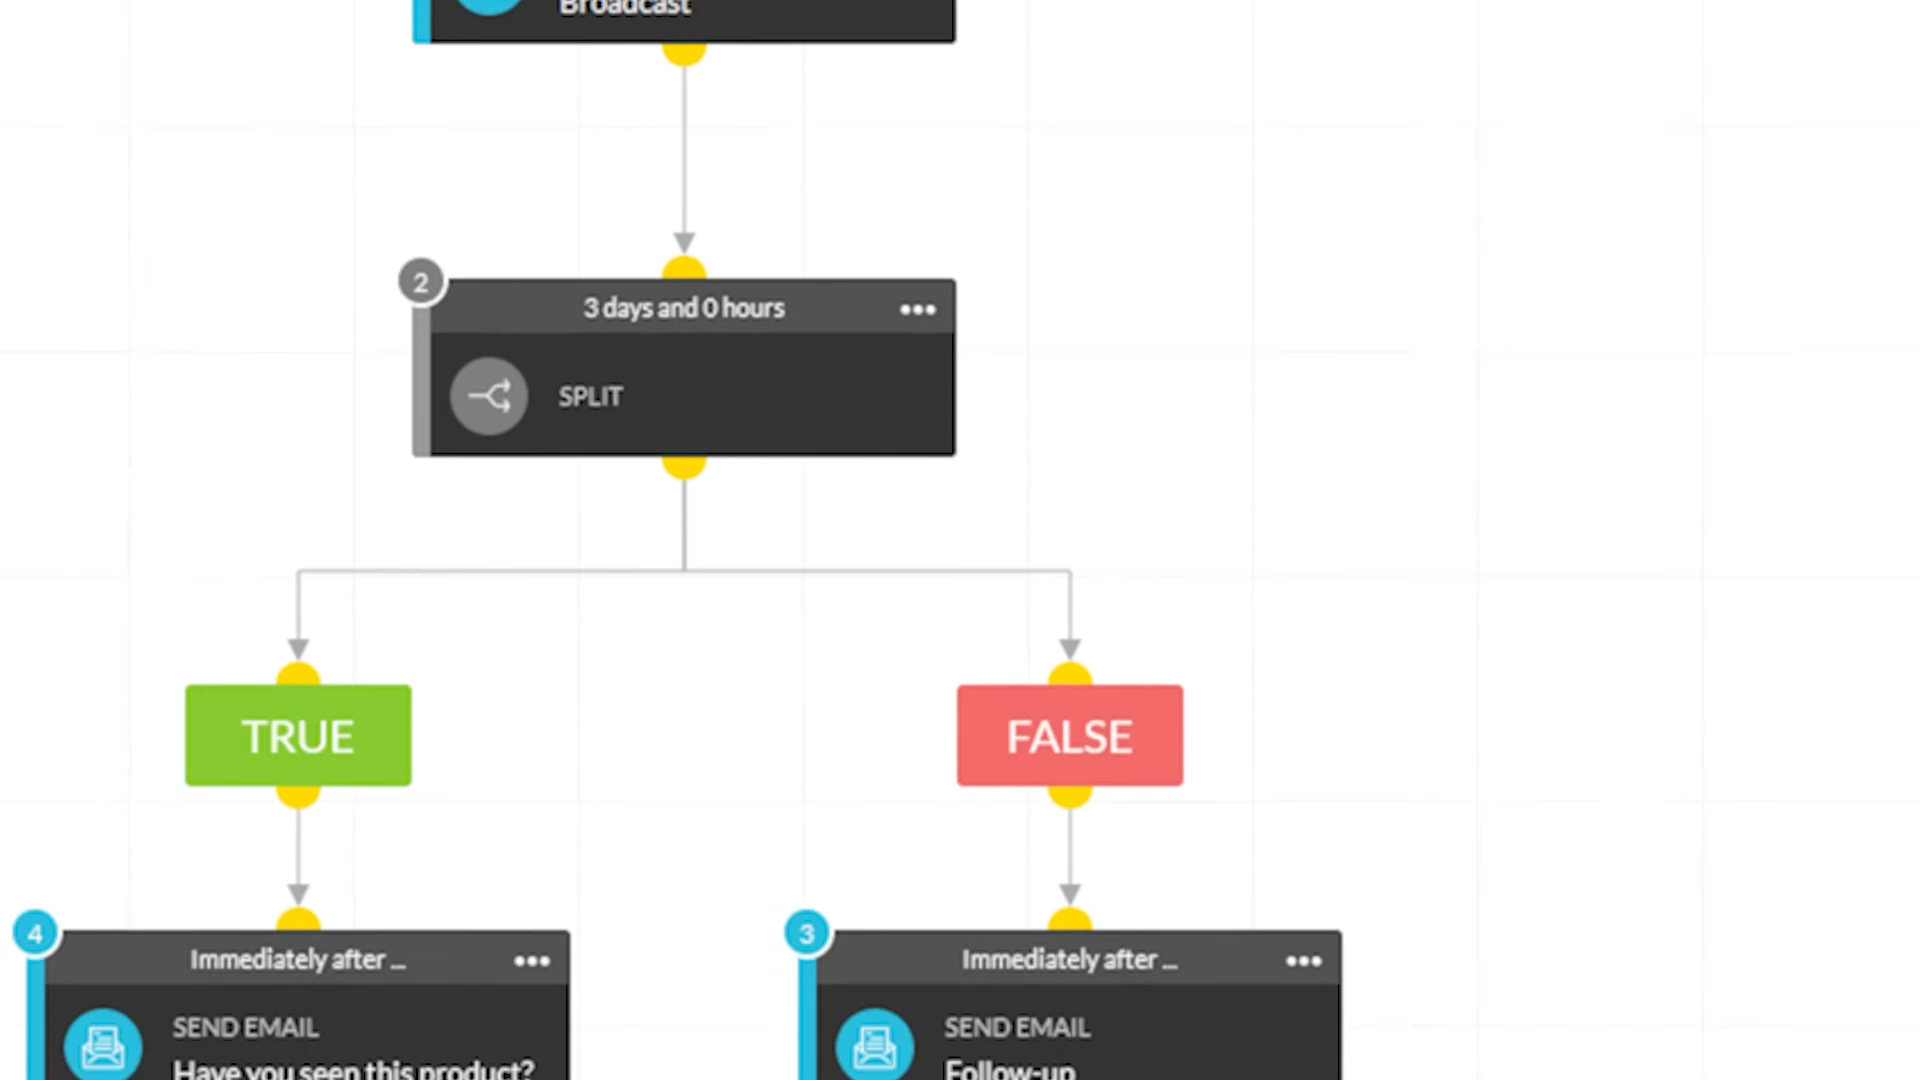 Broadcast
2
3 days and 0 hours
SPLIT
TRUE
FALSE
4
Immediately after ...
SEND EMAIL
Have you seen this product?
3
Immediately after ...
SEND EMAIL
Follow-up